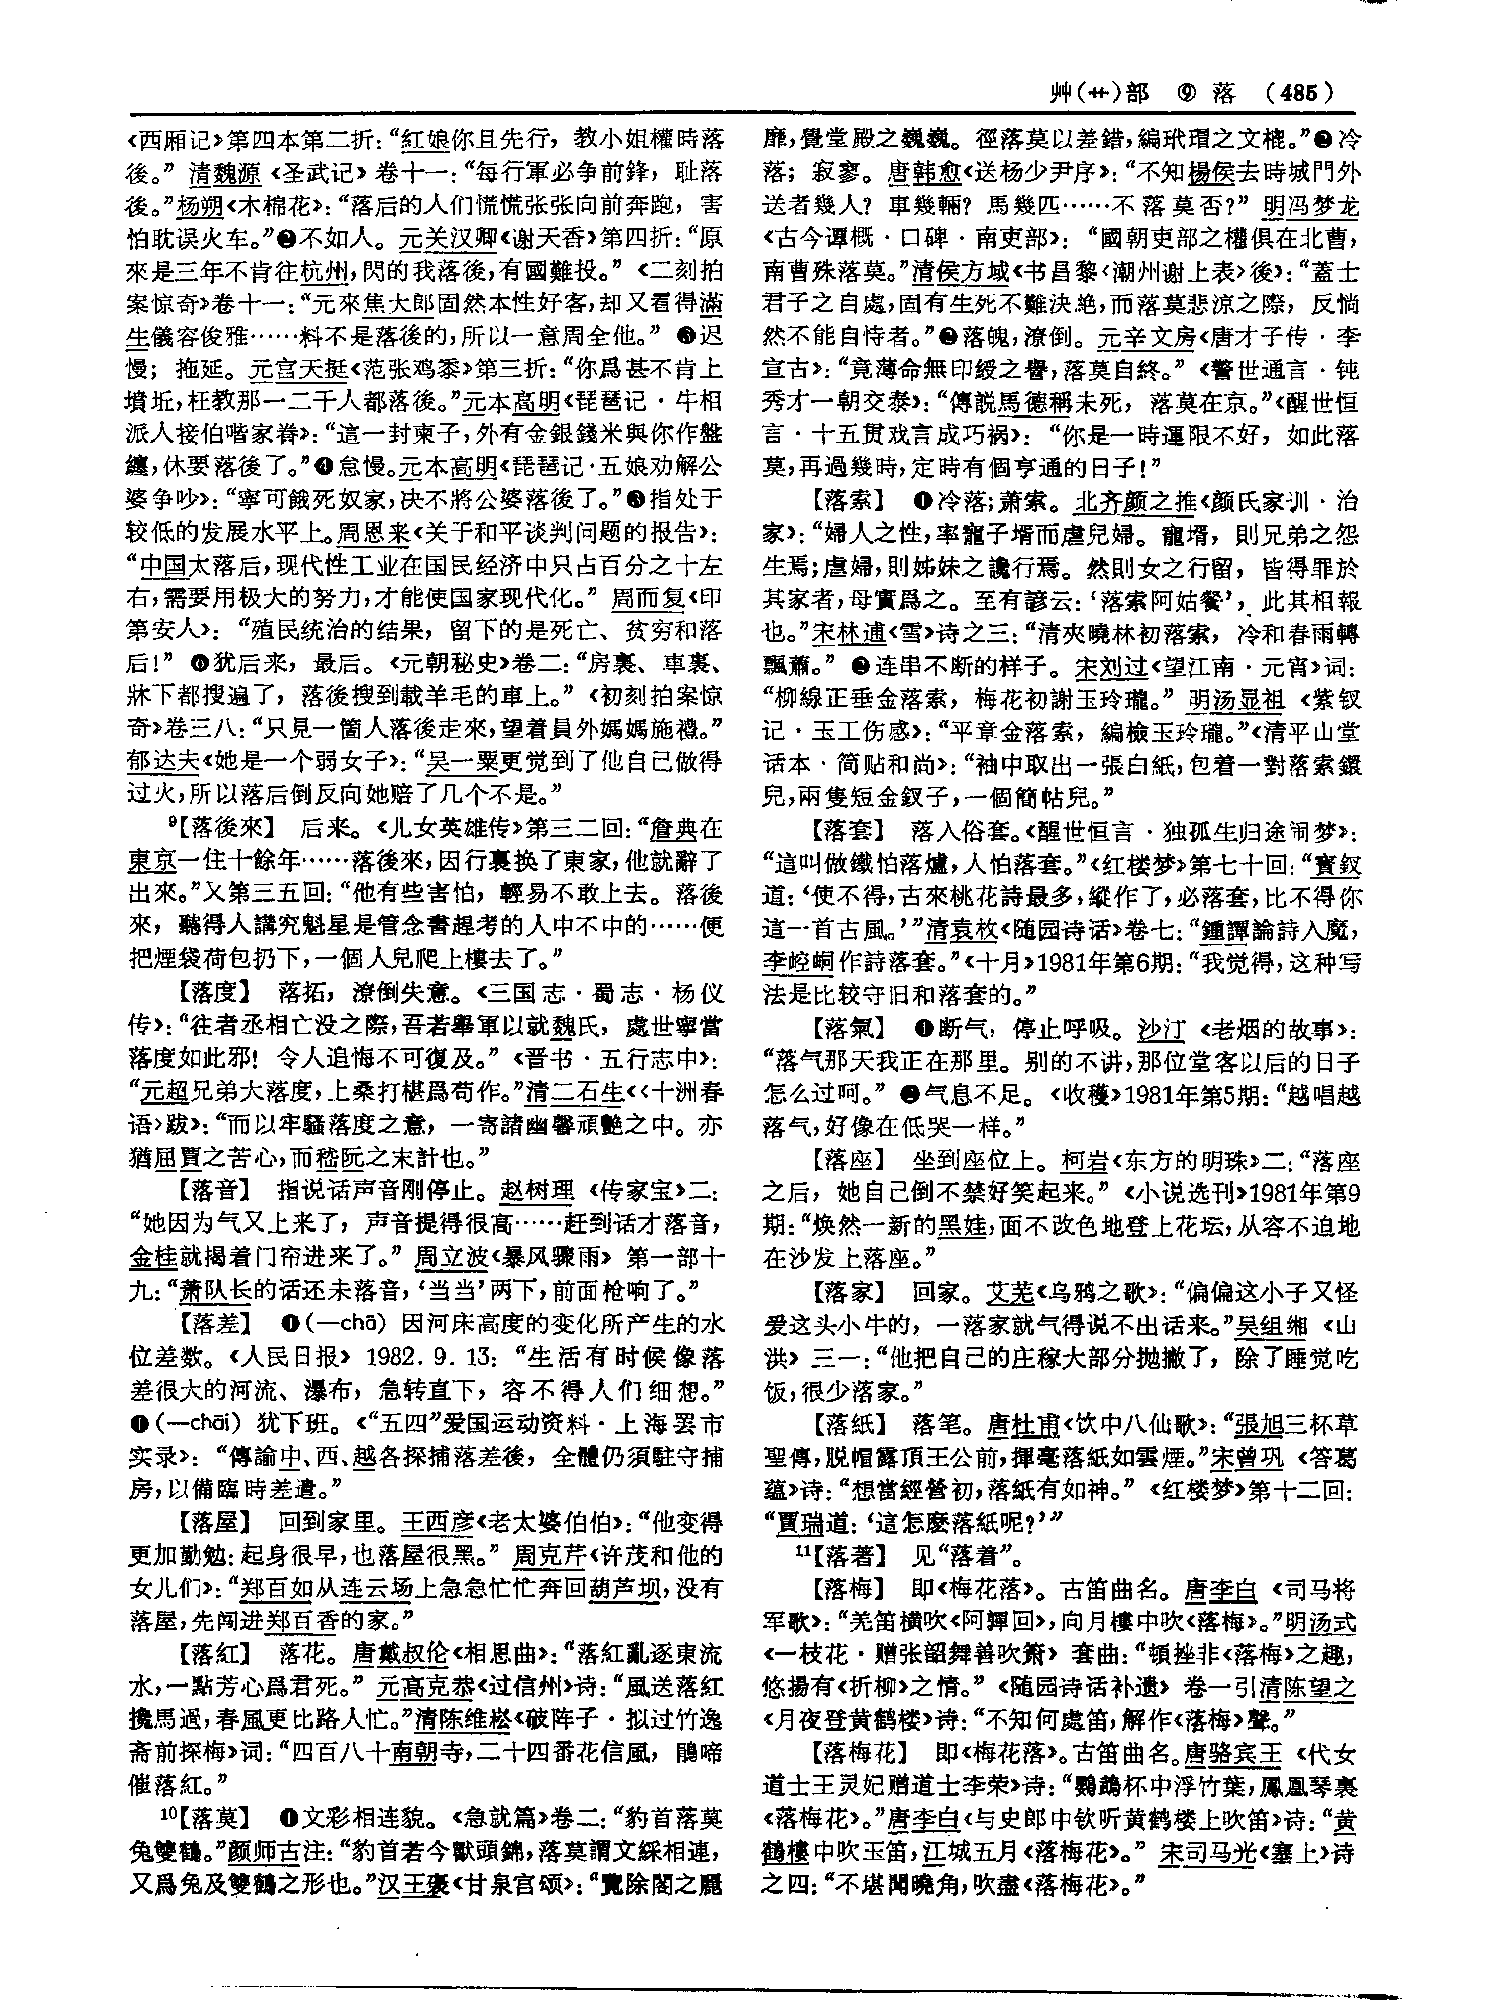 艸(艹)部 ⑨ 落 (485)
《西厢记》第四本第二折：“紅娘你且先行，教小姐權時落
後。” 清魏源《圣武记》卷十一：“每行軍必争前鋒，耻落
後。”杨朔《木棉花》：“落后的人们慌慌张张向前奔跑，害
怕耽误火车。”❷不如人。元关汉卿《谢天香》第四折：“原
來是三年不肯往杭州，閃的我落後，有國難投。”《二刻拍
案惊奇》卷十一：“元來焦大郎固然本性好客，却又看得滿
生儀容俊雅……料不是落後的，所以一意周全他。” ❸迟
慢；拖延。元宫天挺《范张鸡黍》第三折：“你爲甚不肯上
墳坵，枉教那一二千人都落後。”元本高明《琵琶记·牛相
派人接伯喈家眷》：“這一封柬子，外有金銀錢米與你作盤
纏，休要落後了。”❹怠慢。元本高明《琵琶记·五娘劝解公
婆争吵》：“寧可餓死奴家，决不將公婆落後了。”❺指处于
较低的发展水平上。周恩来《关于和平谈判问题的报告》：
“中国太落后，现代性工业在国民经济中只占百分之十左
右，需要用极大的努力，才能使国家现代化。” 周而复《印
第安人》：“殖民统治的结果，留下的是死亡、贫穷和落
后！” ❻犹后来，最后。《元朝秘史》卷二：“房裏、車裏、
牀下都搜遍了，落後搜到載羊毛的車上。”《初刻拍案惊
奇》卷三八：“只見一箇人落後走來，望着員外媽媽施禮。”
郁达夫《她是一个弱女子》：“吴一粟更觉到了他自己做得
过火，所以落后倒反向她赔了几个不是。”
⁹【落後來】 后来。《儿女英雄传》第三二回：“詹典在
東京一住十餘年……落後來，因行裏换了東家，他就辭了
出來。”又第三五回：“他有些害怕，輕易不敢上去。落後
來，聽得人講究魁星是管念書趕考的人中不中的……便
把煙袋荷包扔下，一個人兒爬上樓去了。”
【落度】 落拓，潦倒失意。《三国志·蜀志·杨仪
传》：“往者丞相亡没之際，吾若舉軍以就魏氏，處世寧當
落度如此邪！ 令人追悔不可復及。”《晋书·五行志中》：
“元超兄弟大落度，上桑打椹爲苟作。”清二石生《〈十洲春
语〉跋》：“而以牢騷落度之意，一寄諸幽馨頑艷之中。亦
猶屈賈之苦心，而嵇阮之末計也。”
【落音】 指说话声音刚停止。赵树理《传家宝》二：
“她因为气又上来了，声音提得很高……赶到话才落音，
金桂就揭着门帘进来了。” 周立波《暴风骤雨》第一部十
九：“萧队长的话还未落音，‘当当’两下，前面枪响了。”
【落差】 ❶(—chā) 因河床高度的变化所产生的水
位差数。《人民日报》1982.9.13：“生活有时候像落
差很大的河流、瀑布，急转直下，容不得人们细想。”
❶(—chāi) 犹下班。《“五四”爱国运动资料·上海罢市
实录》：“傳諭中、西、越各探捕落差後，全體仍須駐守捕
房，以備臨時差遣。”
【落屋】 回到家里。王西彦《老太婆伯伯》：“他变得
更加勤勉：起身很早，也落屋很黑。” 周克芹《许茂和他的
女儿们》：“郑百如从连云场上急急忙忙奔回葫芦坝，没有
落屋，先闯进郑百香的家。”
【落紅】 落花。唐戴叔伦《相思曲》：“落紅亂逐東流
水，一點芳心爲君死。” 元高克恭《过信州》诗：“風送落紅
攙馬過，春風更比路人忙。”清陈维崧《破阵子·拟过竹逸
斋前探梅》词：“四百八十南朝寺，二十四番花信風，鵑啼
催落紅。”
¹⁰【落莫】 ❶文彩相连貌。《急就篇》卷二：“豹首落莫
兔雙鶴。”颜师古注：“豹首若今獸頭錦，落莫謂文綵相連，
又爲兔及雙鶴之形也。”汉王褒《甘泉宫颂》：“覽除閣之麗
靡，覺堂殿之巍巍。徑落莫以差錯，編玳瑁之文槐。”❷冷
落；寂寥。唐韩愈《送杨少尹序》：“不知楊侯去時城門外
送者幾人？車幾輛？馬幾匹……不落莫否？” 明冯梦龙
《古今谭概·口碑·南吏部》：“國朝吏部之權俱在北曹，
南曹殊落莫。”清侯方域《书昌黎〈潮州谢上表〉後》：“蓋士
君子之自處，固有生死不難決絶，而落莫悲涼之際，反惝
然不能自恃者。”❷落魄，潦倒。元辛文房《唐才子传·李
宣古》：“竟薄命無印綬之譽，落莫自終。”《警世通言·钝
秀才一朝交泰》：“傳説馬德稱未死，落莫在京。”《醒世恒
言·十五贯戏言成巧祸》：“你是一時運限不好，如此落
莫，再過幾時，定時有個亨通的日子！”
【落索】 ❶冷落；萧索。北齐颜之推《颜氏家训·治
家》：“婦人之性，率寵子壻而虐兒婦。寵壻，則兄弟之怨
生焉；虐婦，則姊妹之讒行焉。然則女之行留，皆得罪於
其家者，母實爲之。至有諺云：‘落索阿姑餐’，此其相報
也。”宋林逋《雪》诗之三：“清夾曉林初落索，冷和春雨轉
飄蕭。” ❷连串不断的样子。宋刘过《望江南·元宵》词：
“柳線正垂金落索，梅花初謝玉玲瓏。” 明汤显祖《紫钗
记·玉工伤感》：“平章金落索，編檢玉玲瓏。”《清平山堂
话本·简贴和尚》：“袖中取出一張白紙，包着一對落索鐶
兒，兩隻短金釵子，一個簡帖兒。”
【落套】 落入俗套。《醒世恒言·独孤生归途闹梦》：
“這叫做鐵怕落爐，人怕落套。”《红楼梦》第七十回：“寶釵
道：‘使不得，古來桃花詩最多，縱作了，必落套，比不得你
這一首古風。’”清袁枚《随园诗话》卷七：“鍾譚論詩入魔，
李崆峒作詩落套。”《十月》1981年第6期：“我觉得，这种写
法是比较守旧和落套的。”
【落氣】 ❶断气，停止呼吸。沙汀《老烟的故事》：
“落气那天我正在那里。别的不讲，那位堂客以后的日子
怎么过呵。” ❷气息不足。《收穫》1981年第5期：“越唱越
落气，好像在低哭一样。”
【落座】 坐到座位上。柯岩《东方的明珠》二：“落座
之后，她自己倒不禁好笑起来。”《小说选刊》1981年第9
期：“焕然一新的黑娃，面不改色地登上花坛，从容不迫地
在沙发上落座。”
【落家】 回家。艾芜《乌鸦之歌》：“偏偏这小子又怪
爱这头小牛的，一落家就气得说不出话来。”吴组缃《山
洪》三一：“他把自己的庄稼大部分抛撇了，除了睡觉吃
饭，很少落家。”
【落紙】 落笔。唐杜甫《饮中八仙歌》：“張旭三杯草
聖傳，脱帽露頂王公前，揮毫落紙如雲煙。”宋曾巩《答葛
蕴》诗：“想當經營初，落紙有如神。”《红楼梦》第十二回：
“賈瑞道：‘這怎麽落紙呢？’”
¹¹【落著】 见“落着”。
【落梅】 即《梅花落》。古笛曲名。唐李白《司马将
军歌》：“羌笛横吹《阿嚲回》，向月樓中吹《落梅》。”明汤式
《一枝花·赠张韶舞善吹箫》套曲：“頓挫非《落梅》之趣，
悠揚有《折柳》之情。”《随园诗话补遗》卷一引清陈望之
《月夜登黄鹤楼》诗：“不知何處笛，解作《落梅》聲。”
【落梅花】 即《梅花落》。古笛曲名。唐骆宾王《代女
道士王灵妃赠道士李荣》诗：“鸚鵡杯中浮竹葉，鳳凰琴裏
《落梅花》。”唐李白《与史郎中钦听黄鹤楼上吹笛》诗：“黄
鶴樓中吹玉笛，江城五月《落梅花》。” 宋司马光《塞上》诗
之四：“不堪聞曉角，吹盡《落梅花》。”